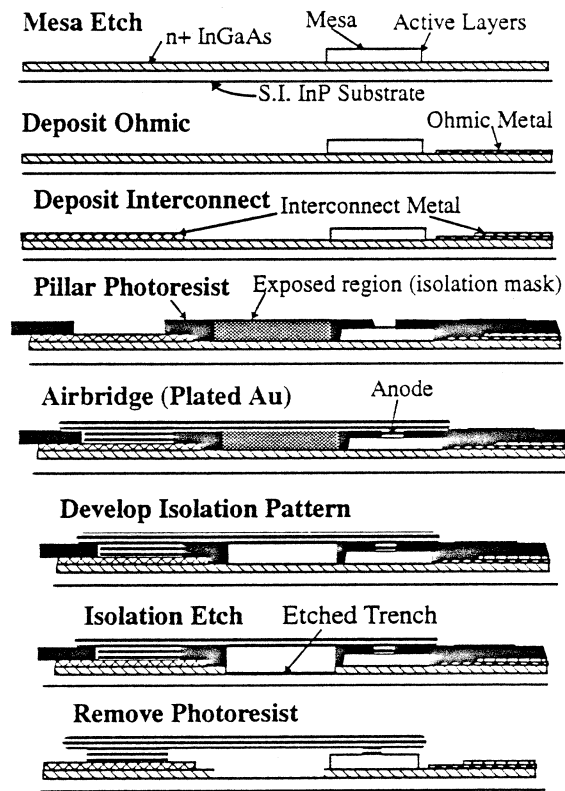 Mesa Etch
n+ InGaAs
Mesa
Active Layers
S.I. InP Substrate
Deposit Ohmic
Ohmic Metal
Deposit Interconnect
Interconnect Metal
Pillar Photoresist
Exposed region (isolation mask)
Airbridge (Plated Au)
Anode
Develop Isolation Pattern
Isolation Etch
Etched Trench
Remove Photoresist